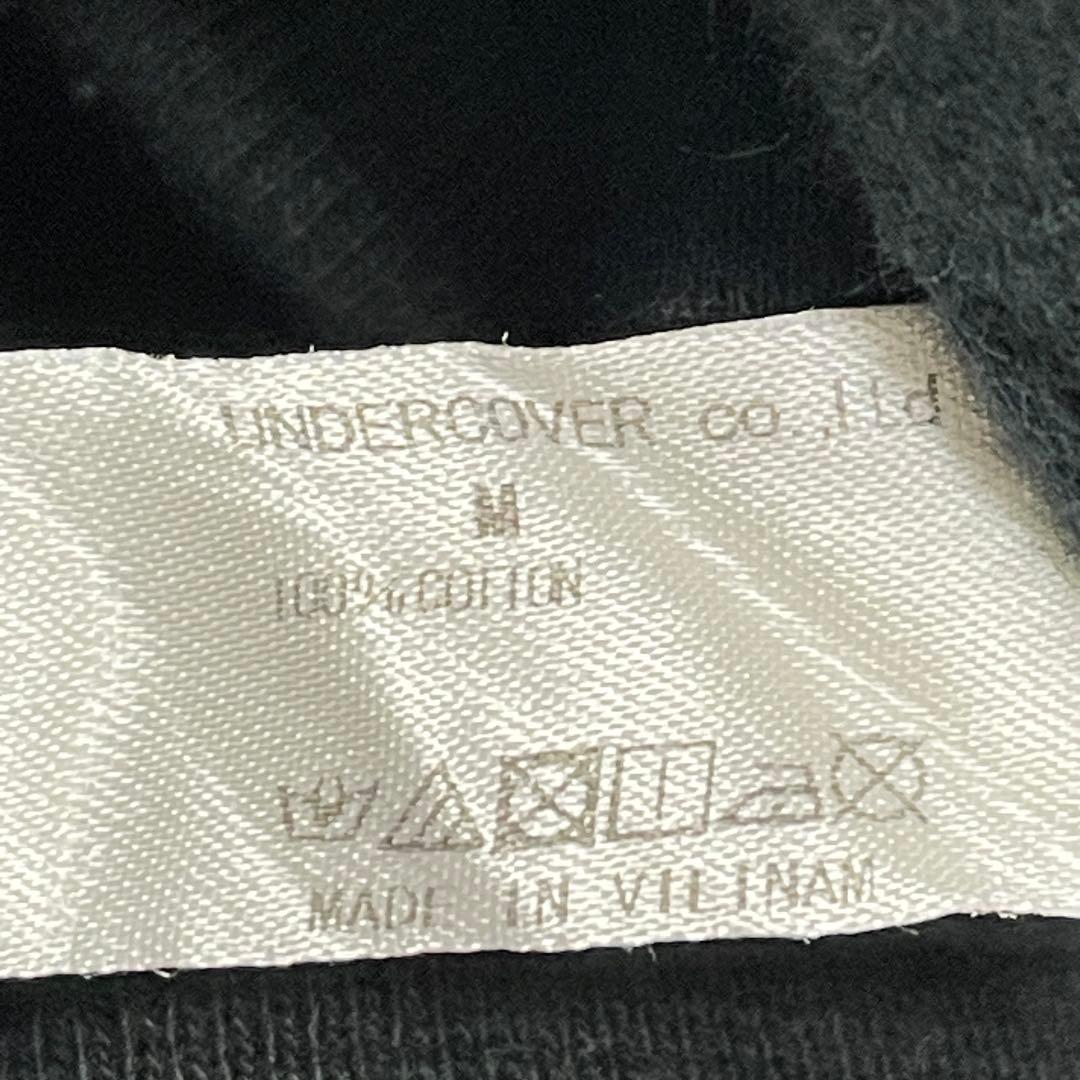 UNDERCOVER co.,Ltd.
M
100% COTTON
MADE IN VIETNAM